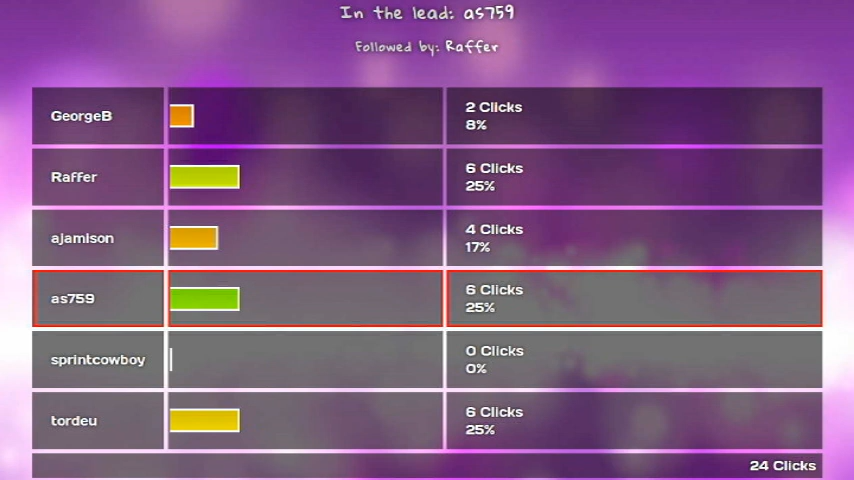 In the lead: as759
Followed by: Raffer
GeorgeB
2 Clicks
8%
Raffer
6 Clicks
25%
ajamison
4 Clicks
17%
as759
6 Clicks
25%
sprintcowboy
0 Clicks
0%
tordeu
6 Clicks
25%
24 Clicks